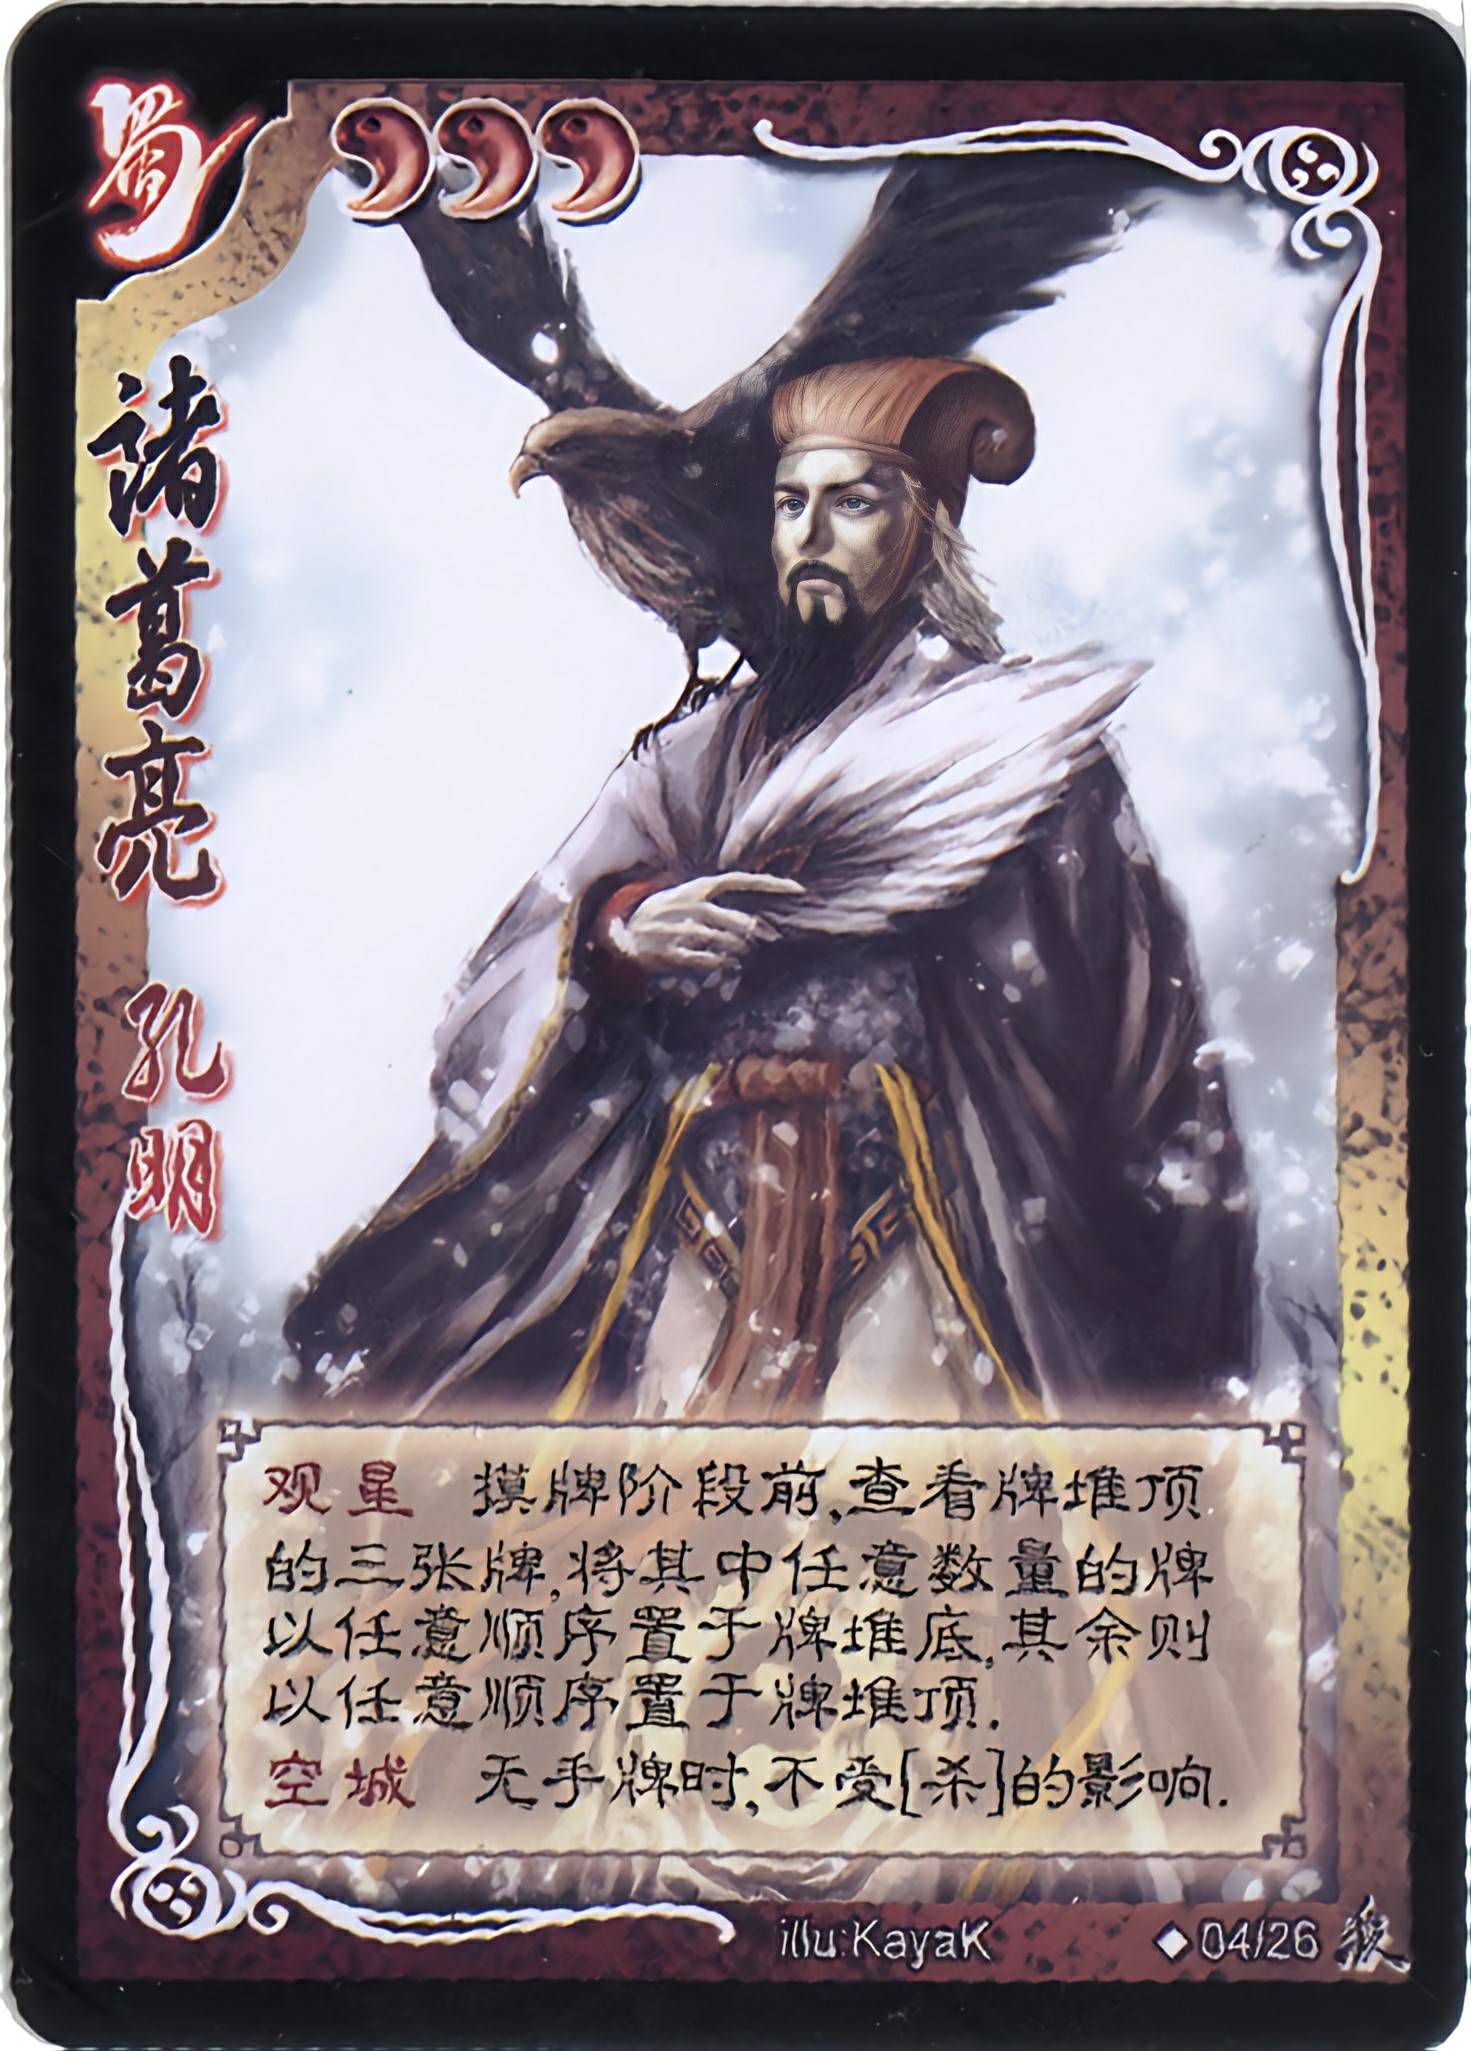 蜀
諸葛亮
孔明
观星 摸牌阶段前,查看牌堆顶
的三张牌,将其中任意数量的牌
以任意顺序置于牌堆底,其余则
以任意顺序置于牌堆顶.
空城 无手牌时,不受[杀]的影响.
illu:KayaK
◆04/26